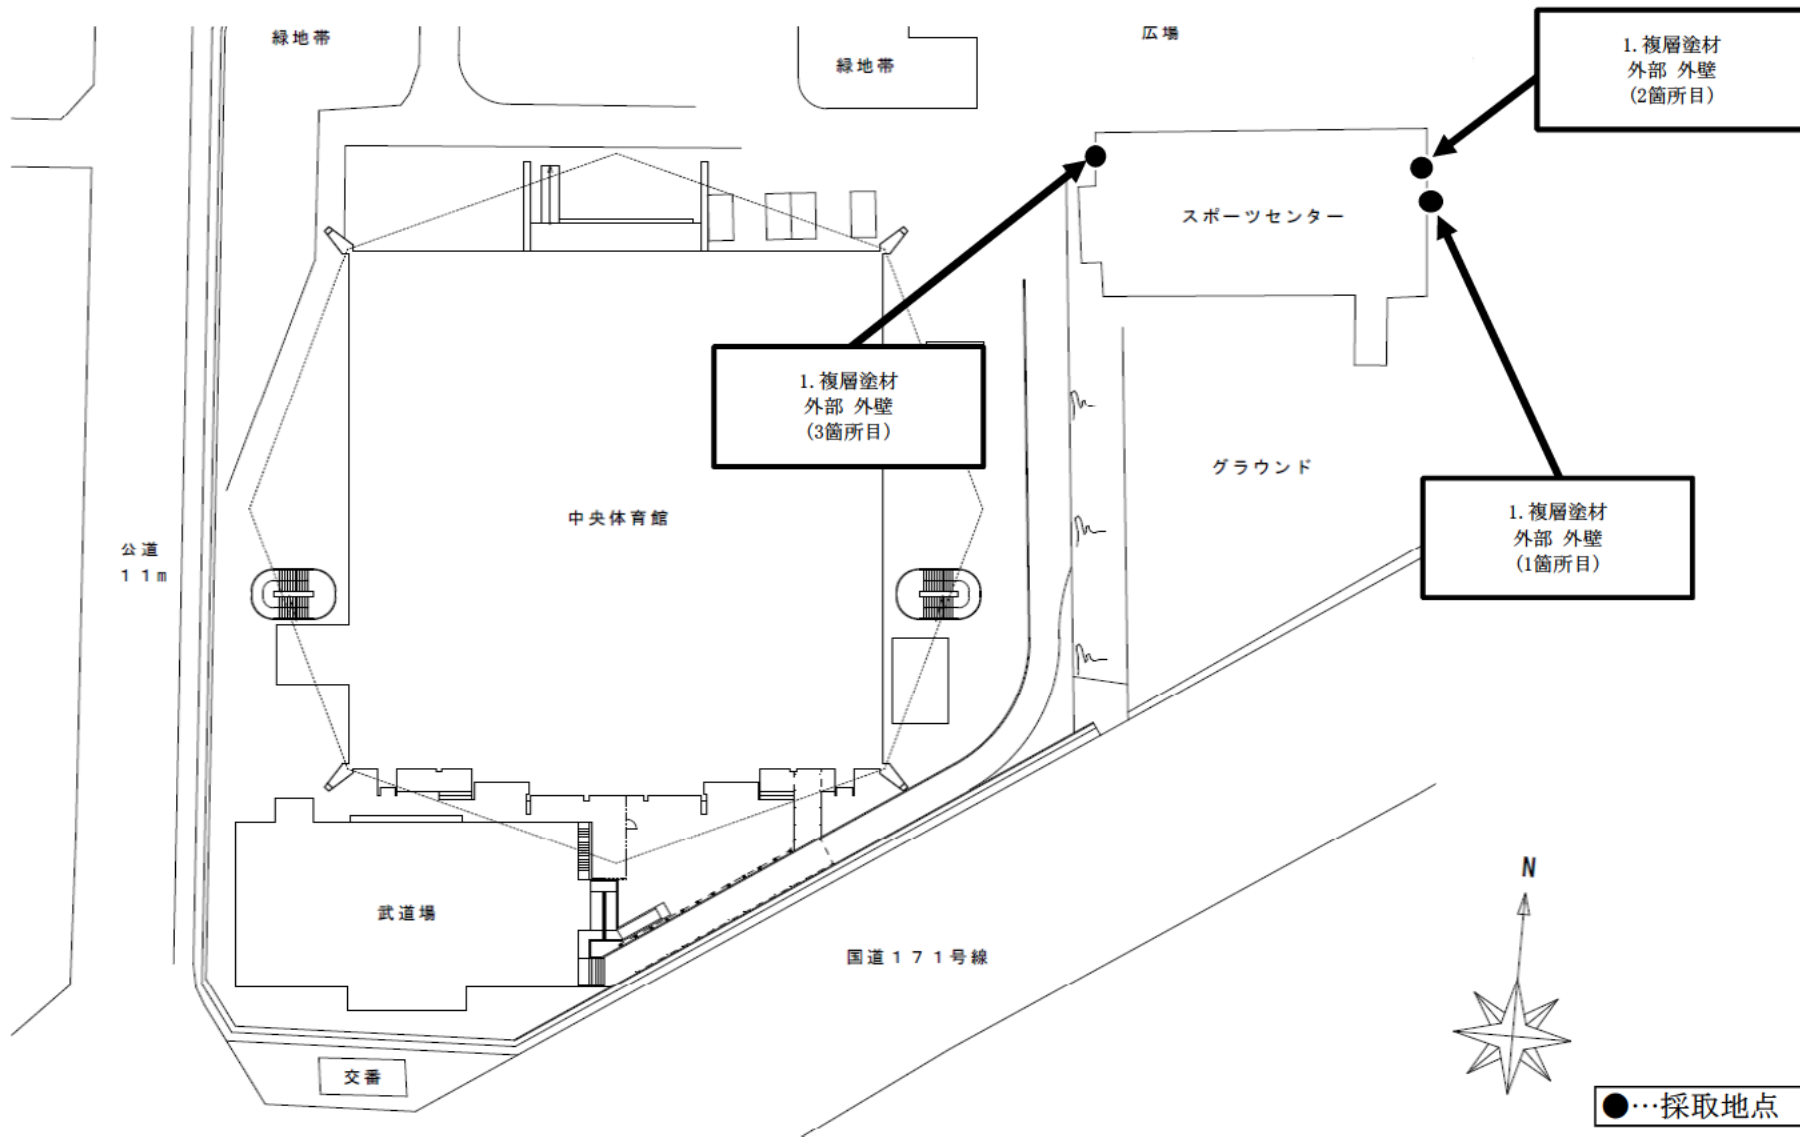 緑地帯
緑地帯
広場
1.複層塗材
外部 外壁
(2箇所目)
スポーツセンター
1.複層塗材
外部 外壁
(3箇所目)
グラウンド
1.複層塗材
外部 外壁
(1箇所目)
中央体育館
公道
11m
武道場
国道171号線
交番
N
●…採取地点